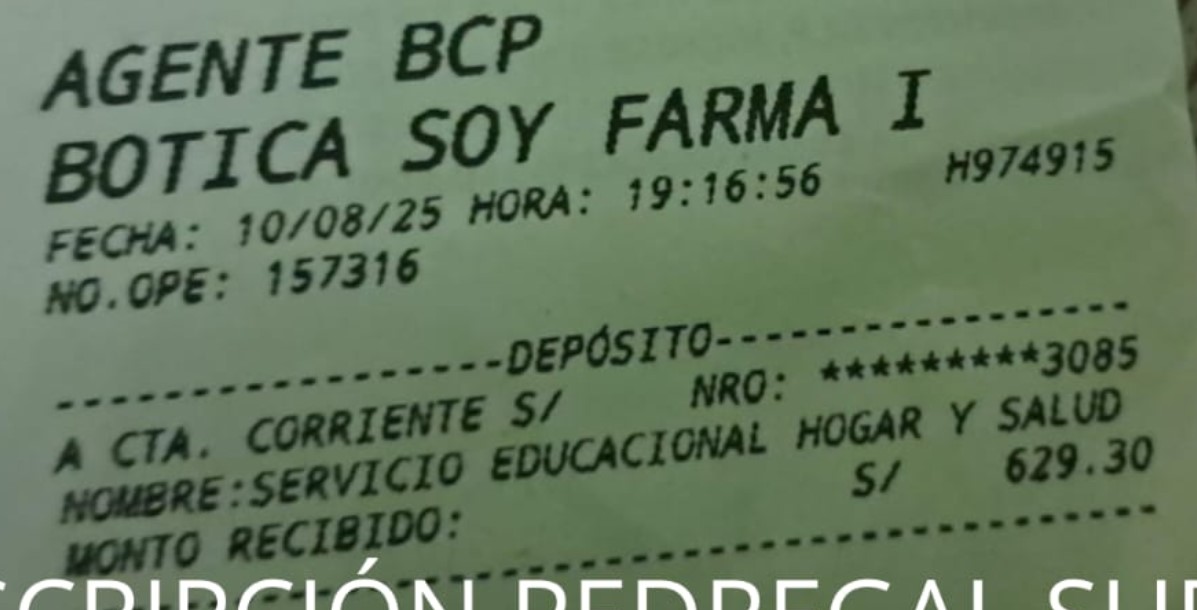 AGENTE BCP
BOTICA SOY FARMA I
FECHA: 10/08/25 HORA: 19:16:56 H974915
NO.OPE: 157316
-----------------DEPÓSITO-----------------
A CTA. CORRIENTE S/ NRO: *********3085
NOMBRE:SERVICIO EDUCACIONAL HOGAR Y SALUD
MONTO RECIBIDO: S/ 629.30
PEDREGAL